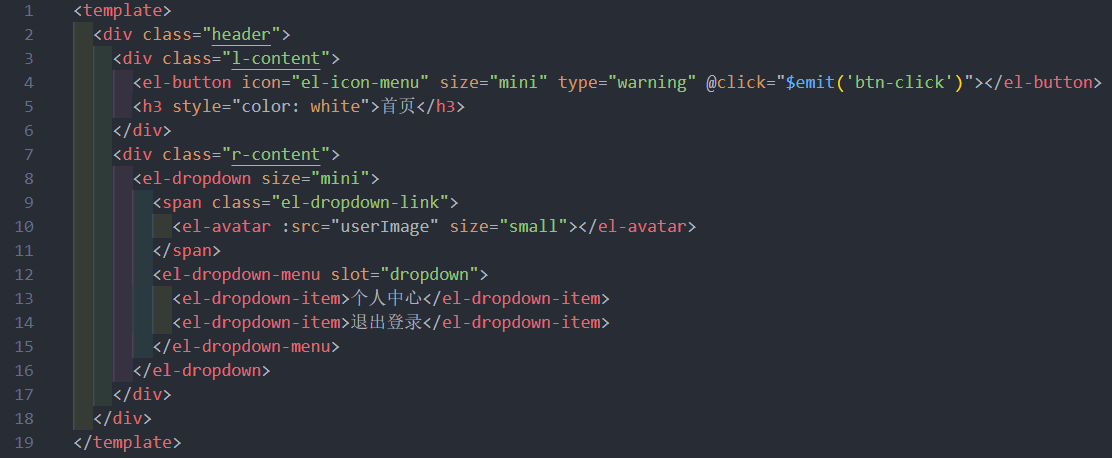 1 <template>
2 <div class="header">
3 <div class="l-content">
4 <el-button icon="el-icon-menu" size="mini" type="warning" @click="$emit('btn-click')"></el-button>
5 <h3 style="color: white">首页</h3>
6 </div>
7 <div class="r-content">
8 <el-dropdown size="mini">
9 <span class="el-dropdown-link">
10 <el-avatar :src="userImage" size="small"></el-avatar>
11 </span>
12 <el-dropdown-menu slot="dropdown">
13 <el-dropdown-item>个人中心</el-dropdown-item>
14 <el-dropdown-item>退出登录</el-dropdown-item>
15 </el-dropdown-menu>
16 </el-dropdown>
17 </div>
18 </div>
19 </template>